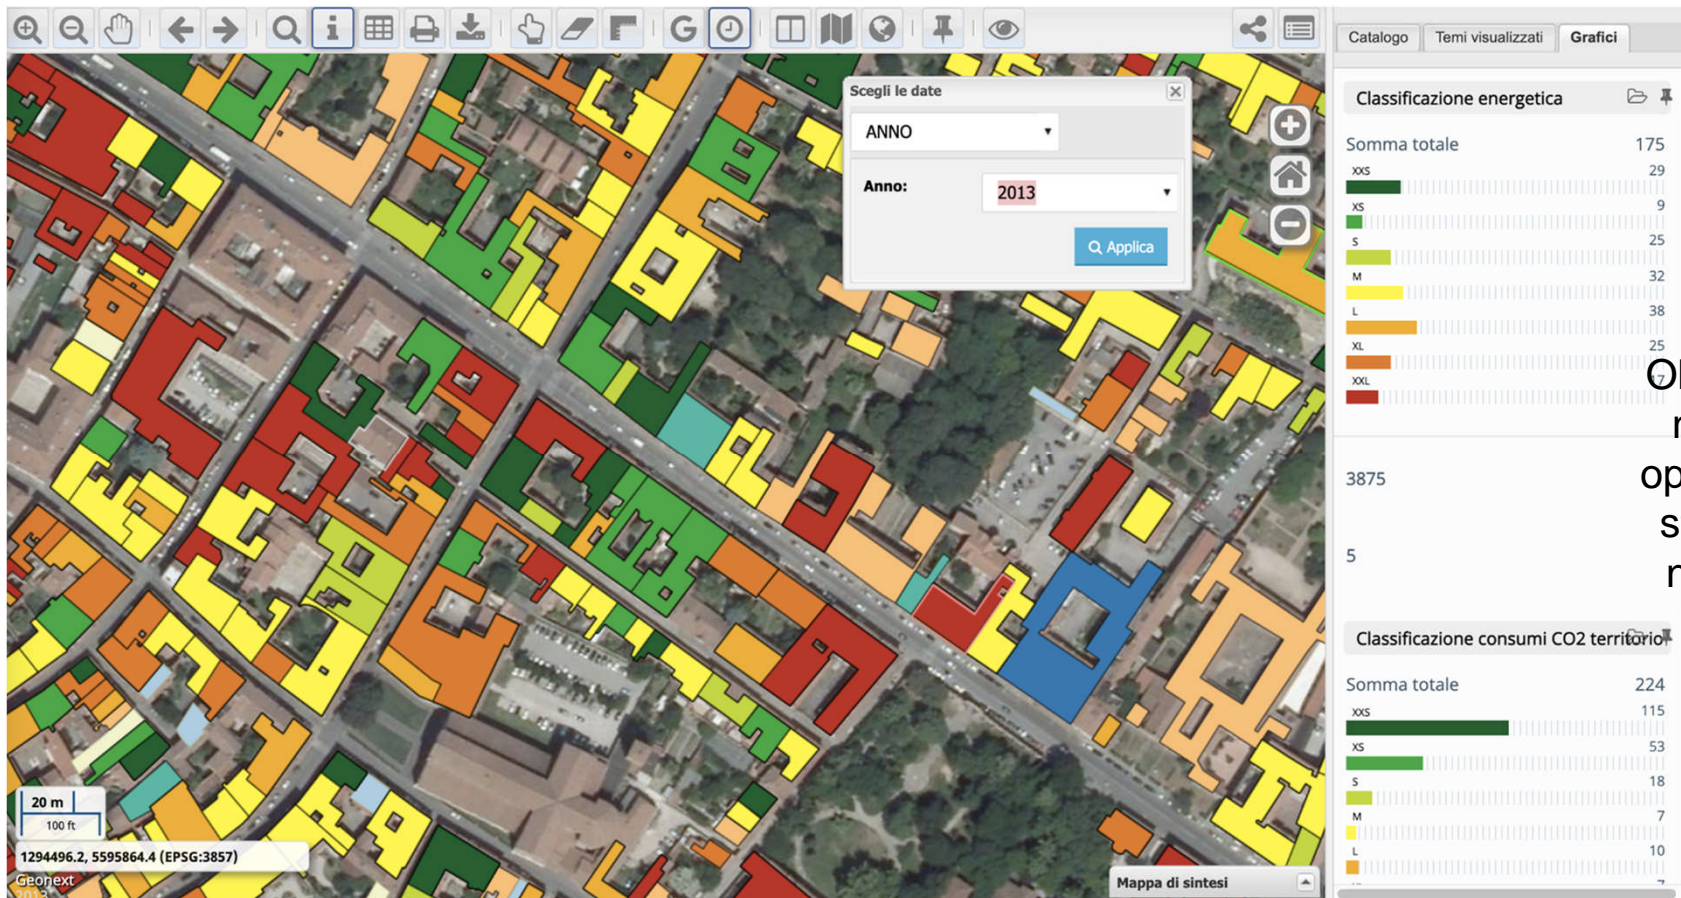 Scegli le date
ANNO
Anno:
2013
Applica
20 m
100 ft
1294496.2, 5595864.4 (EPSG:3857)
Geonext
2013
Mappa di sintesi
Catalogo
Temi visualizzati
Grafici
Classificazione energetica
Somma totale 175
XXS 29
XS 9
S 25
M 32
L 38
XL 25
XXL 17
3875
5
Classificazione consumi CO2 territorio
Somma totale 224
XXS 115
XS 53
S 18
M 7
L 10